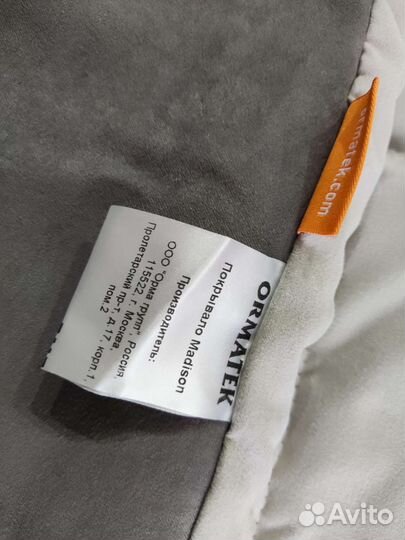 ormatek.com
ORMATEK
Покрывало Madison
Производитель:
ООО "Орма групп", Россия,
115522, г. Москва
Пролетарский пр-т, д.17, корп.1,
пом.2
Avito